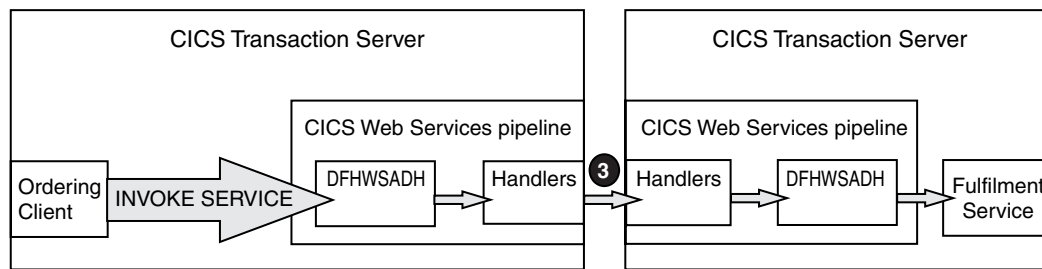 CICS Transaction Server
CICS Web Services pipeline
Ordering
Client
INVOKE SERVICE
DFHWSADH
Handlers
3
CICS Transaction Server
CICS Web Services pipeline
Handlers
DFHWSADH
Fulfilment
Service